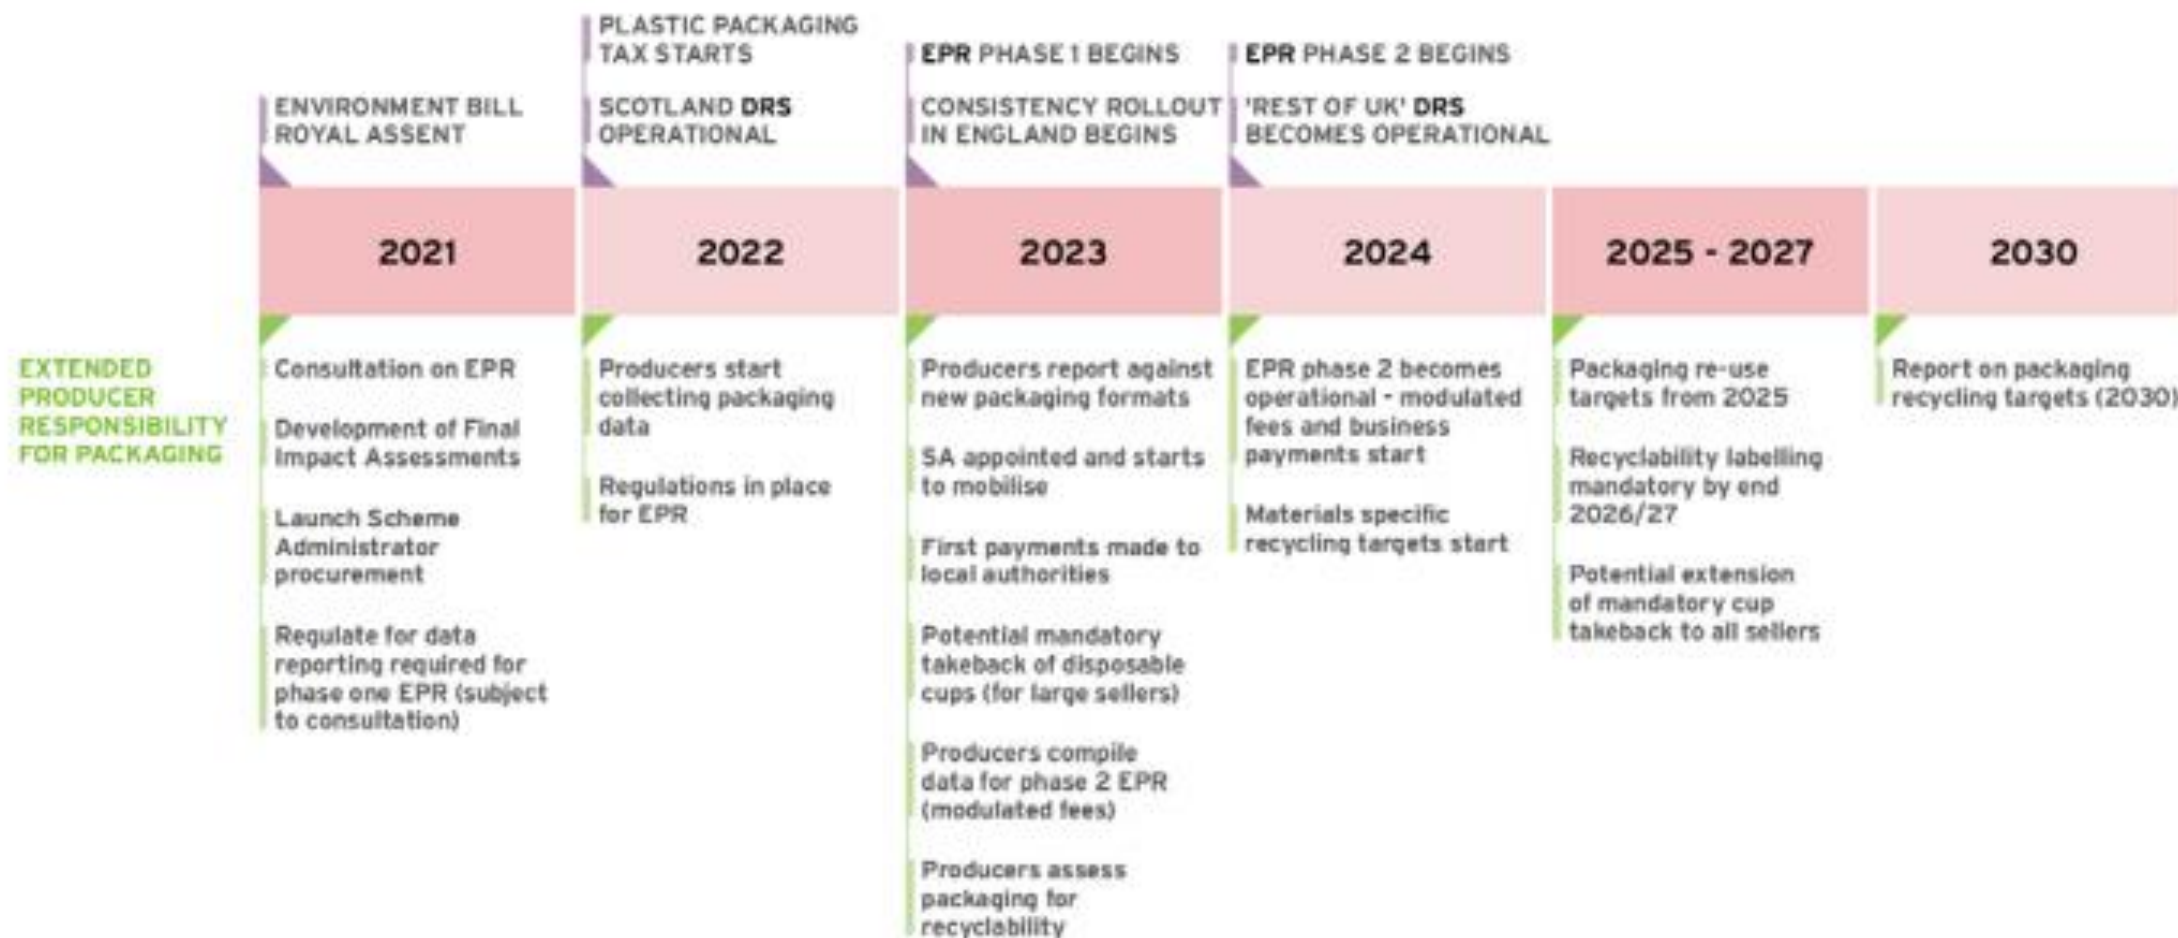 PLASTIC PACKAGING
TAX STARTS
EPR PHASE 1 BEGINS
EPR PHASE 2 BEGINS
ENVIRONMENT BILL
ROYAL ASSENT
SCOTLAND DRS
OPERATIONAL
CONSISTENCY ROLLOUT
IN ENGLAND BEGINS
'REST OF UK' DRS
BECOMES OPERATIONAL
2021
2022
2023
2024
2025 - 2027
2030
EXTENDED
PRODUCER
RESPONSIBILITY
FOR PACKAGING
Consultation on EPR
Development of Final
Impact Assessments
Launch Scheme
Administrator
procurement
Regulate for data
reporting required for
phase one EPR (subject
to consultation)
Producers start
collecting packaging
data
Regulations in place
for EPR
Producers report against
new packaging formats
SA appointed and starts
to mobilise
First payments made to
local authorities
Potential mandatory
takeback of disposable
cups (for large sellers)
Producers compile
data for phase 2 EPR
(modulated fees)
Producers assess
packaging for
recyclability
EPR phase 2 becomes
operational - modulated
fees and business
payments start
Materials specific
recycling targets start
Packaging re-use
targets from 2025
Recyclability labelling
mandatory by end
2026/27
Potential extension
of mandatory cup
takeback to all sellers
Report on packaging
recycling targets (2030)